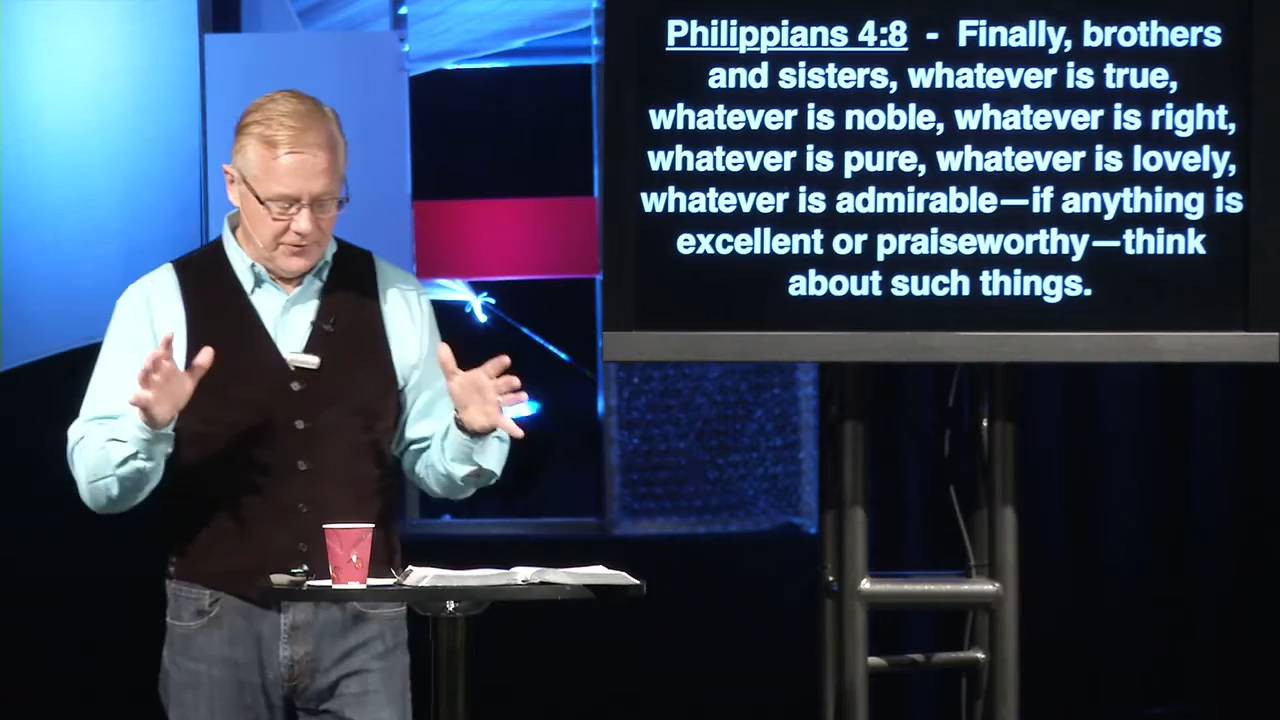 Philippians 4:8 - Finally, brothers
and sisters, whatever is true,
whatever is noble, whatever is right,
whatever is pure, whatever is lovely,
whatever is admirable—if anything is
excellent or praiseworthy—think
about such things.